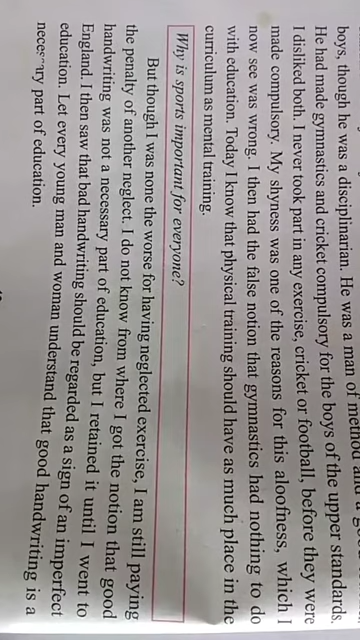 boys, though he was a disciplinarian. He was a man of method and a
He had made gymnastics and cricket compulsory for the boys of the upper standards.
I disliked both. I never took part in any exercise, cricket or football, before they were
made compulsory. My shyness was one of the reasons for this aloofness, which I
now see was wrong. I then had the false notion that gymnastics had nothing to do
with education. Today I know that physical training should have as much place in the
curriculum as mental training.
Why is sports important for everyone?
But though I was none the worse for having neglected exercise, I am still paying
the penalty of another neglect. I do not know from where I got the notion that good
handwriting was not a necessary part of education, but I retained it until I went to
England. I then saw that bad handwriting should be regarded as a sign of an imperfect
education. Let every young man and woman understand that good handwriting is a
necessary part of education.